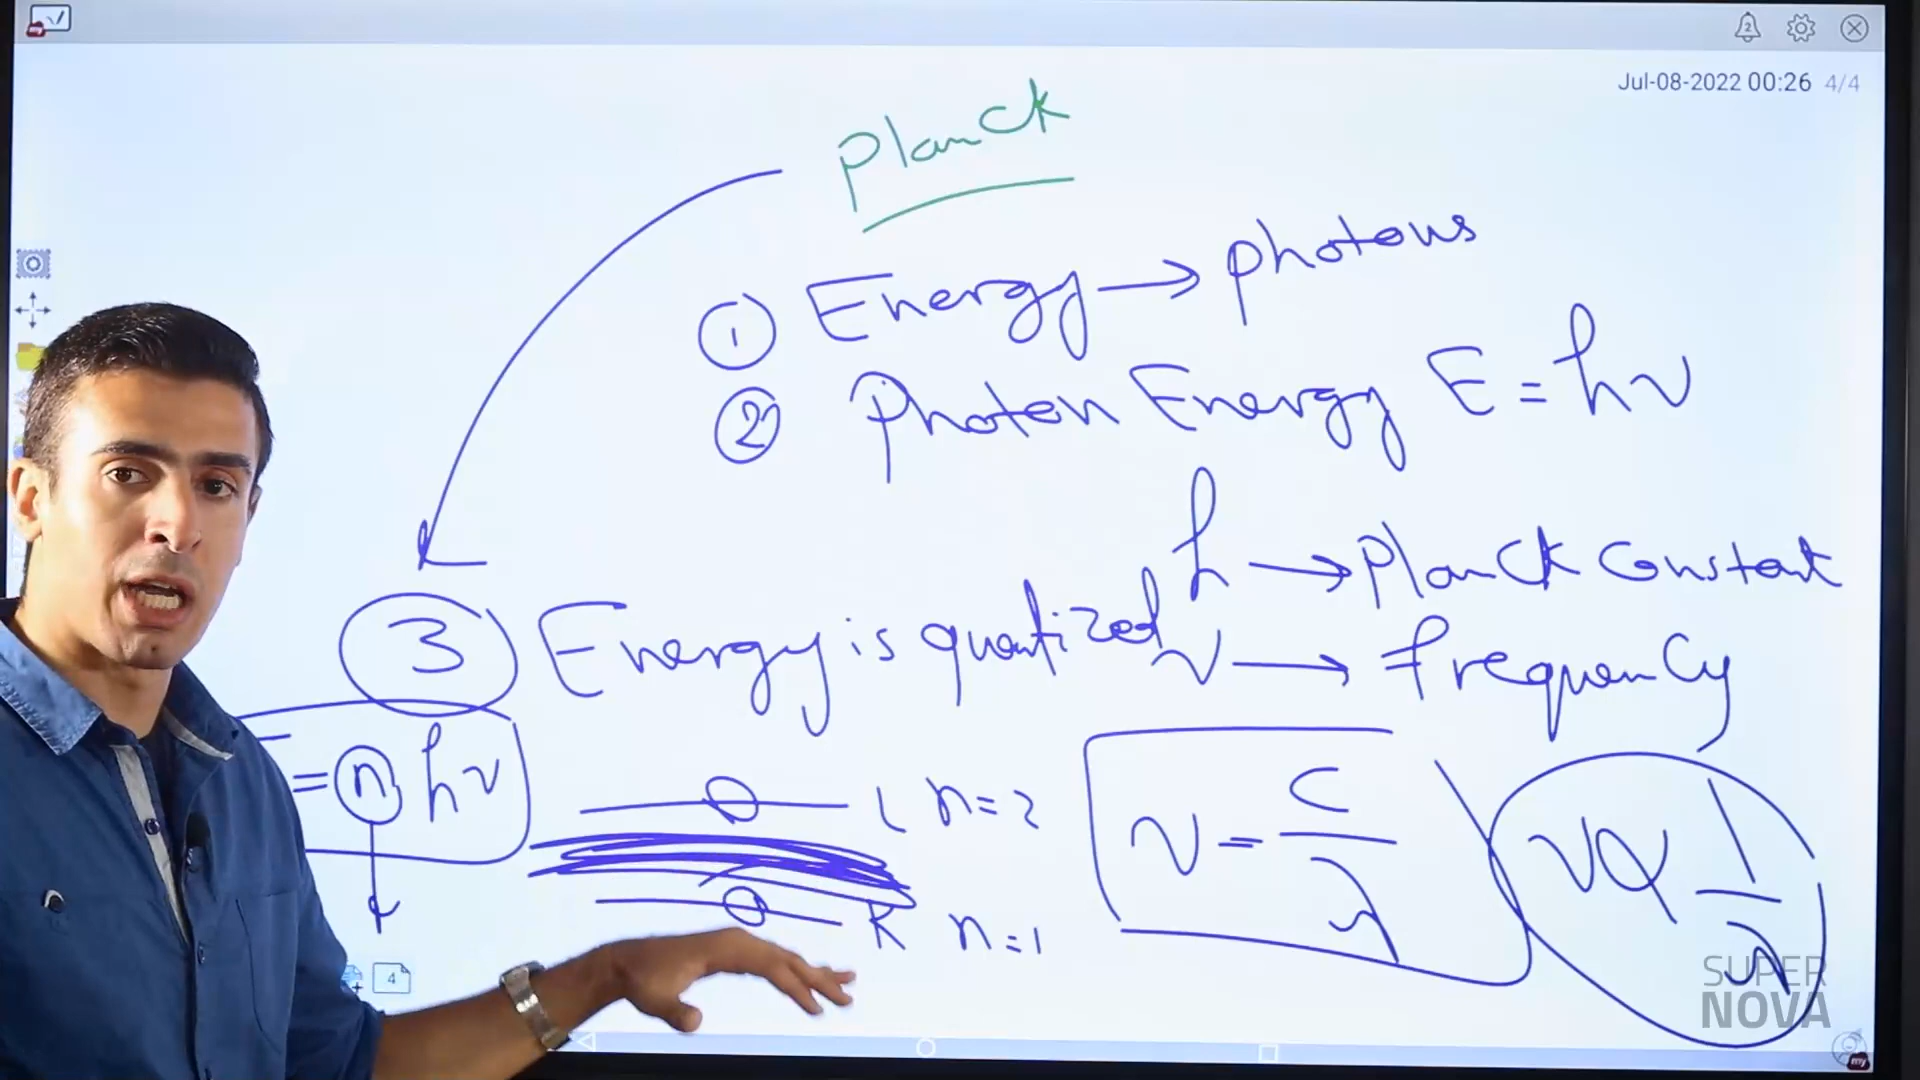 Jul-08-2022 00:26 4/4
Planck
① Energy → photons
② Photon Energy E = hν
h → Planck Constant
3 Energy is quantized
ν → frequency
= n hν
L n=2
K n=1
ν = c/λ
ν α 1/λ
4
SUPER
NOVA